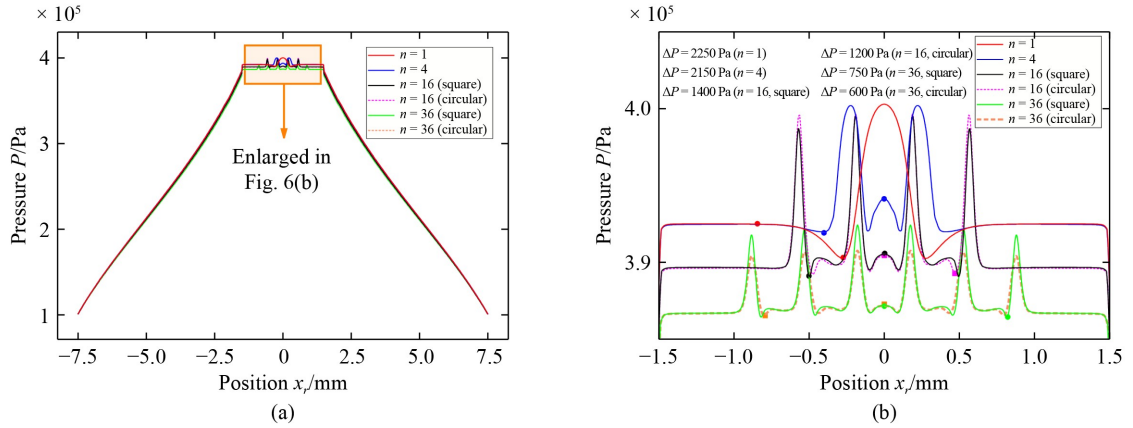 × 10⁵
4
3
2
1
Pressure P/Pa
−7.5
−5.0
−2.5
0
2.5
5.0
7.5
Position xᵣ/mm
n = 1
n = 4
n = 16 (square)
n = 16 (circular)
n = 36 (square)
n = 36 (circular)
Enlarged in
Fig. 6(b)
(a)
× 10⁵
4.0
3.9
Pressure P/Pa
−1.5
−1.0
−0.5
0
0.5
1.0
1.5
Position xᵣ/mm
ΔP = 2250 Pa (n = 1)
ΔP = 2150 Pa (n = 4)
ΔP = 1400 Pa (n = 16, square)
ΔP = 1200 Pa (n = 16, circular)
ΔP = 750 Pa (n = 36, square)
ΔP = 600 Pa (n = 36, circular)
n = 1
n = 4
n = 16 (square)
n = 16 (circular)
n = 36 (square)
n = 36 (circular)
(b)